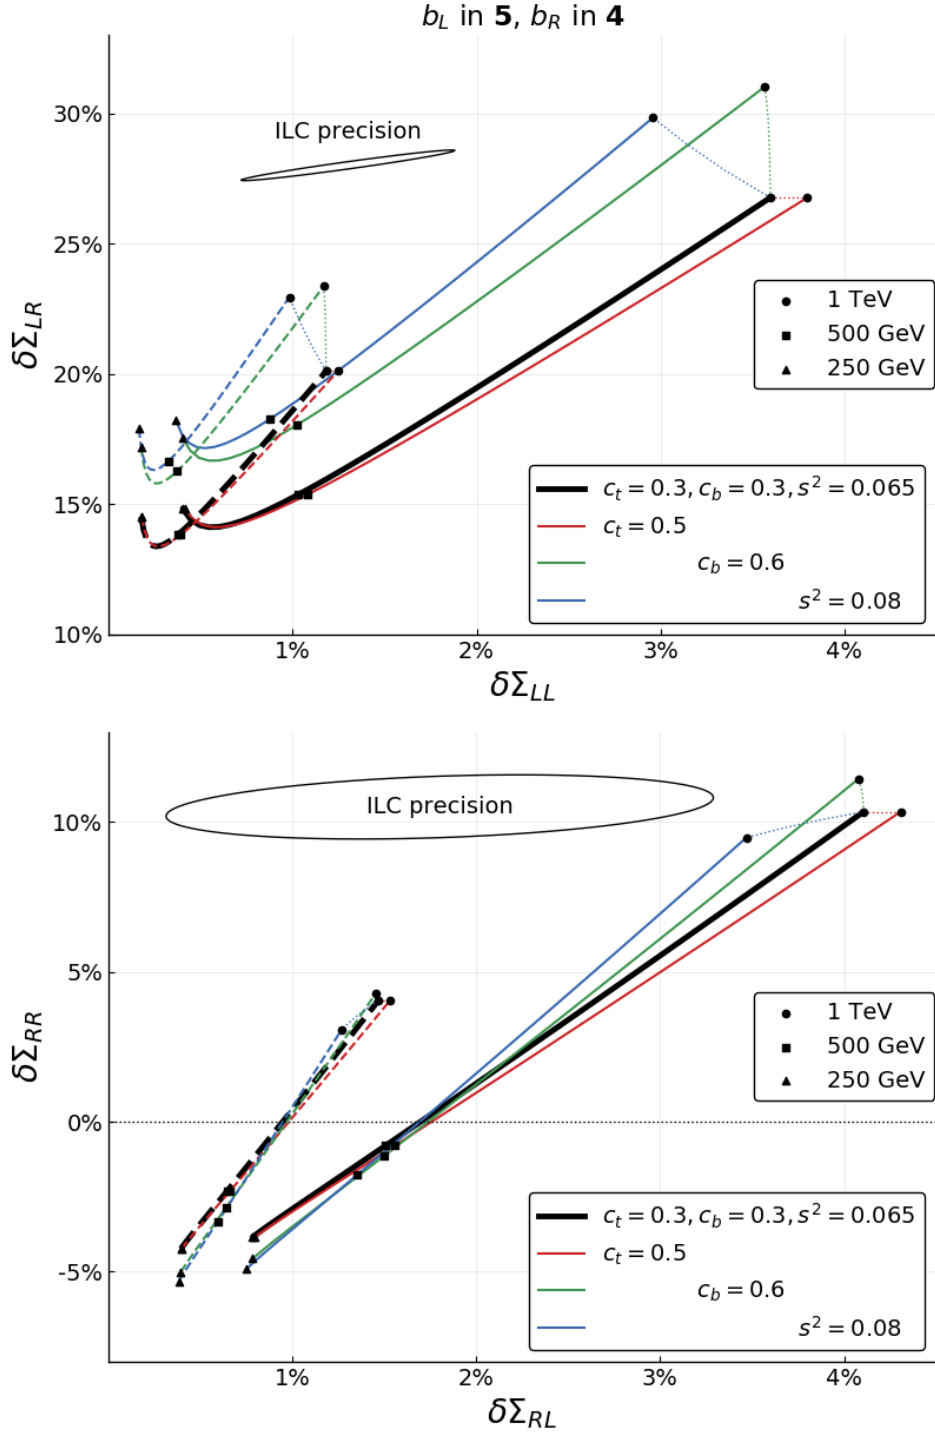 b_L in 5, b_R in 4
30%
25%
20%
15%
10%
δΣ_LR
ILC precision
1 TeV
500 GeV
250 GeV
c_t = 0.3, c_b = 0.3, s² = 0.065
c_t = 0.5
c_b = 0.6
s² = 0.08
1%
2%
3%
4%
δΣ_LL
10%
5%
0%
-5%
δΣ_RR
ILC precision
1 TeV
500 GeV
250 GeV
c_t = 0.3, c_b = 0.3, s² = 0.065
c_t = 0.5
c_b = 0.6
s² = 0.08
1%
2%
3%
4%
δΣ_RL